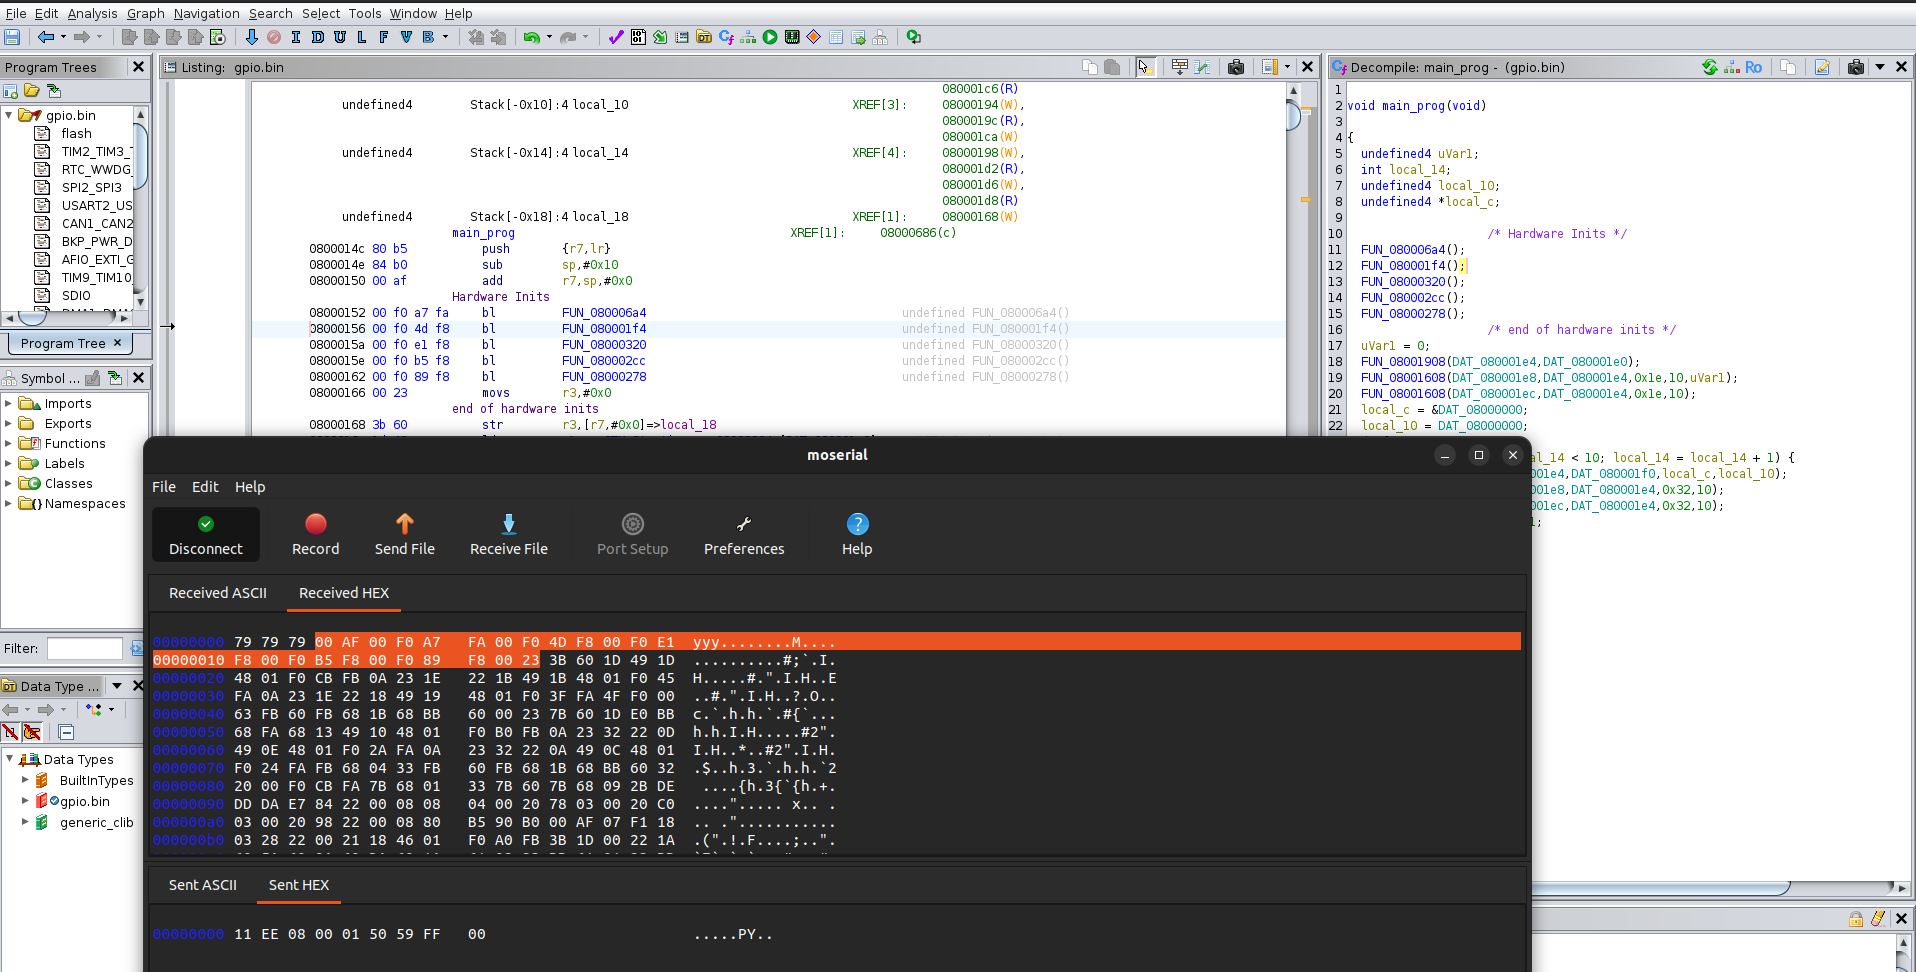 File Edit Analysis Graph Navigation Search Select Tools Window Help
I D U L F V B
Program Trees
gpio.bin
flash
TIM2_TIM3_T
RTC_WWDG_
SPI2_SPI3
USART2_US
CAN1_CAN2
BKP_PWR_D
AFIO_EXTI_G
TIM9_TIM10_
SDIO
Program Tree
Symbol ...
Imports
Exports
Functions
Labels
Classes
Namespaces
Filter:
Data Type ...
Data Types
BuiltInTypes
gpio.bin
generic_clib
Listing: gpio.bin
080001c6(R)
undefined4 Stack[-0x10]:4 local_10 XREF[3]: 08000194(W),
0800019c(R),
080001ca(W)
undefined4 Stack[-0x14]:4 local_14 XREF[4]: 08000198(W),
080001d2(R)
080001d6(W),
080001d8(R)
undefined4 Stack[-0x18]:4 local_18 XREF[1]: 08000168(W)
main_prog XREF[1]: 08000686(c)
0800014c 80 b5 push {r7,lr}
0800014e 84 b0 sub sp,#0x10
08000150 00 af add r7,sp,#0x0
Hardware Inits
08000152 00 f0 a7 fa bl FUN_080006a4 undefined FUN_080006a4()
08000156 00 f0 4d f8 bl FUN_080001f4 undefined FUN_080001f4()
0800015a 00 f0 e1 f8 bl FUN_08000320 undefined FUN_08000320()
0800015e 00 f0 b5 f8 bl FUN_080002cc undefined FUN_080002cc()
08000162 00 f0 89 f8 bl FUN_08000278 undefined FUN_08000278()
08000166 00 23 movs r3,#0x0
end of hardware inits
08000168 3b 60 str r3,[r7,#0x0]=>local_18
Decompile: main_prog - (gpio.bin)
Ro
1
2 void main_prog(void)
3
4 {
5 undefined4 uVar1;
6 int local_14;
7 undefined4 local_10;
8 undefined4 *local_c;
9
10 /* Hardware Inits */
11 FUN_080006a4();
12 FUN_080001f4();
13 FUN_08000320();
14 FUN_080002cc();
15 FUN_08000278();
16 /* end of hardware inits */
17 uVar1 = 0;
18 FUN_08001908(DAT_080001e4,DAT_080001e0);
19 FUN_08001608(DAT_080001e8,DAT_080001e4,0x1e,10,uVar1);
20 FUN_08001608(DAT_080001ec,DAT_080001e4,0x1e,10);
21 local_c = &DAT_08000000;
22 local_10 = DAT_08000000;
al_14 < 10; local_14 = local_14 + 1) {
01e4,DAT_080001f0,local_c,local_10);
01e8,DAT_080001e4,0x32,10);
01ec,DAT_080001e4,0x32,10);
1;
moserial
File Edit Help
Disconnect Record Send File Receive File Port Setup Preferences Help
Received ASCII Received HEX
00000000 79 79 79 00 AF 00 F0 A7 FA 00 F0 4D F8 00 F0 E1 yyy........M....
00000010 F8 00 F0 B5 F8 00 F0 89 F8 00 23 3B 60 1D 49 1D ..........#;`.I.
00000020 48 01 F0 CB FB 0A 23 1E 22 1B 49 1B 48 01 F0 45 H.....#.".I.H..E
00000030 FA 0A 23 1E 22 18 49 19 48 01 F0 3F FA 4F F0 00 ..#.".I.H..?.O..
00000040 63 FB 60 FB 68 1B 68 BB 60 00 23 7B 60 1D E0 BB c.`.h.h.`.#{`...
00000050 68 FA 68 13 49 10 48 01 F0 B0 FB 0A 23 32 22 0D h.h.I.H.....#2".
00000060 49 0E 48 01 F0 2A FA 0A 23 32 22 0A 49 0C 48 01 I.H..*..#2".I.H.
00000070 F0 24 FA FB 68 04 33 FB 60 FB 68 1B 68 BB 60 32 .$..h.3.`.h.h.`2
00000080 20 00 F0 CB FA 7B 68 01 33 7B 60 7B 68 09 2B DE ....{h.3{`{h.+.
00000090 DD DA E7 84 22 00 08 08 04 00 20 78 03 00 20 C0 ....".....  x.. .
000000a0 03 00 20 98 22 00 08 80 B5 90 B0 00 AF 07 F1 18 .. ."...........
000000b0 03 28 22 00 21 18 46 01 F0 A0 FB 3B 1D 00 22 1A .(".!.F....;..".
Sent ASCII Sent HEX
00000000 11 EE 08 00 01 50 59 FF 00 .....PY..